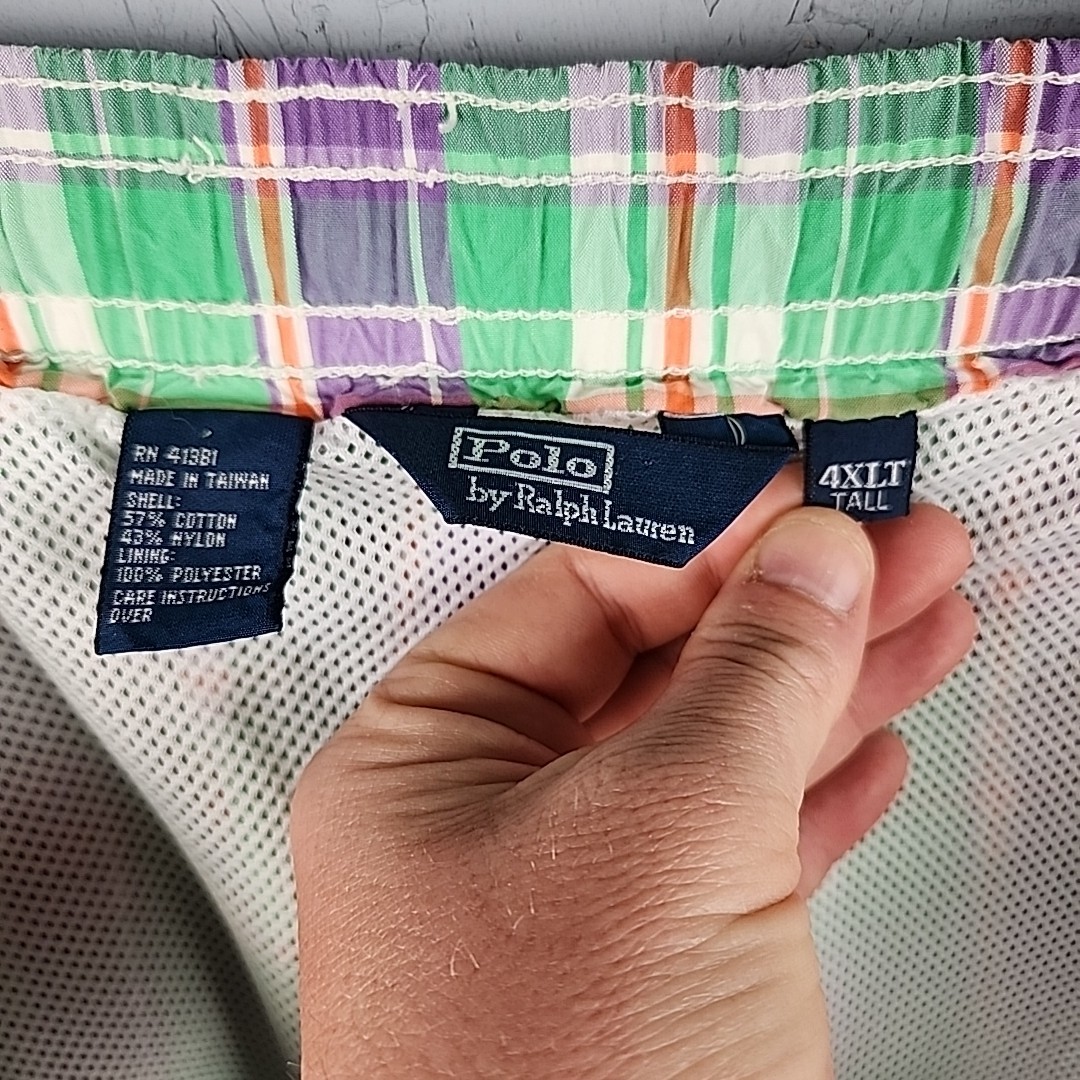 RN 41381
MADE IN TAIWAN
SHELL:
57% COTTON
43% NYLON
LINING:
100% POLYESTER
CARE INSTRUCTIONS
OVER
Polo
by Ralph Lauren
4XLT
TALL